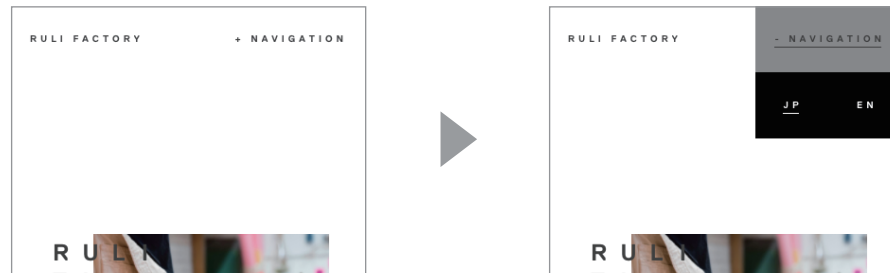 RULI FACTORY
+ NAVIGATION
RULI
RULI FACTORY
- NAVIGATION
JP EN
RULI